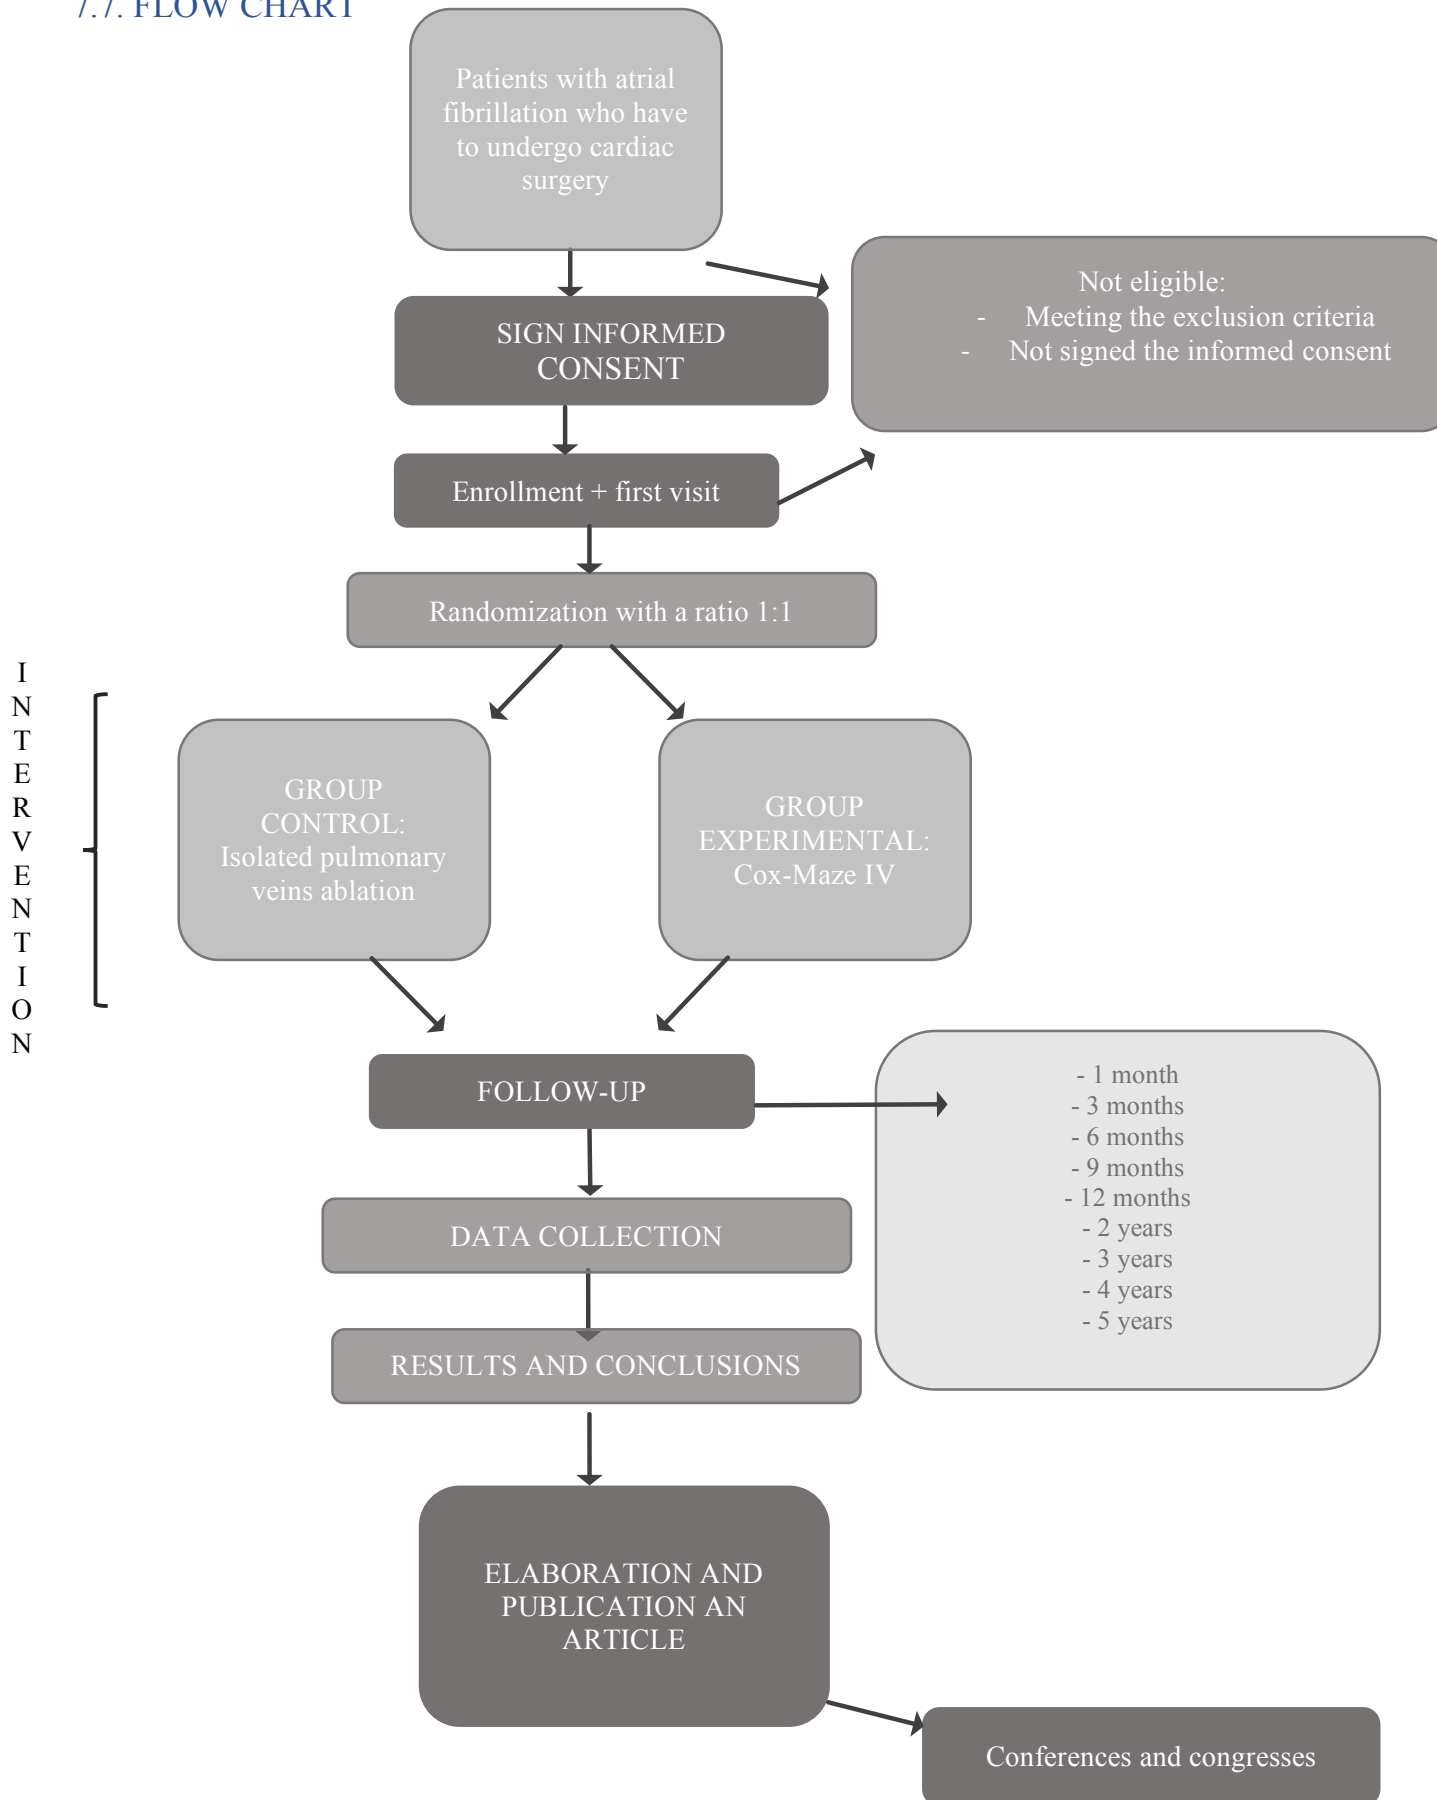 7.7. FLOW CHART
Patients with atrial
fibrillation who have
to undergo cardiac
surgery
Not eligible:
- Meeting the exclusion criteria
- Not signed the informed consent
SIGN INFORMED
CONSENT
Enrollment + first visit
Randomization with a ratio 1:1
I
N
T
E
R
V
E
N
T
I
O
N
GROUP
CONTROL:
Isolated pulmonary
veins ablation
GROUP
EXPERIMENTAL:
Cox-Maze IV
FOLLOW-UP
- 1 month
- 3 months
- 6 months
- 9 months
- 12 months
- 2 years
- 3 years
- 4 years
- 5 years
DATA COLLECTION
RESULTS AND CONCLUSIONS
ELABORATION AND
PUBLICATION AN
ARTICLE
Conferences and congresses